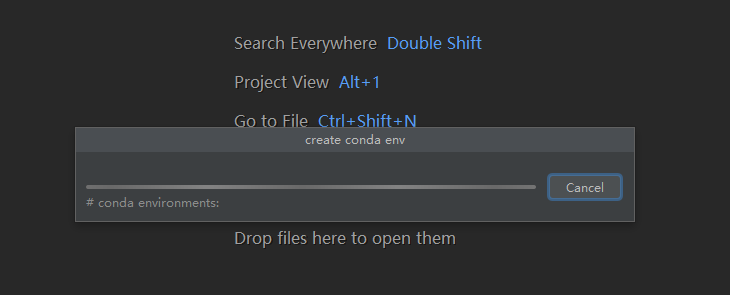 Search Everywhere Double Shift
Project View Alt+1
Go to File Ctrl+Shift+N
create conda env
Cancel
# conda environments:
Drop files here to open them